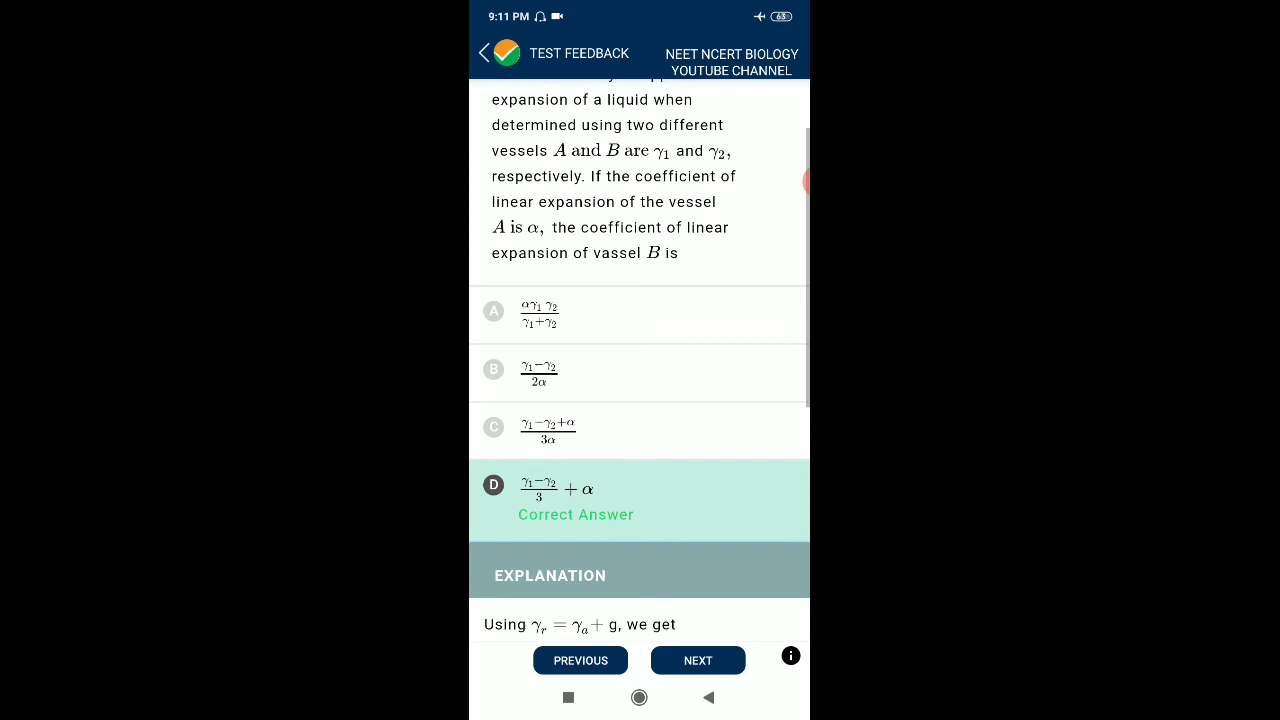 9:11 PM
63
TEST FEEDBACK
NEET NCERT BIOLOGY
YOUTUBE CHANNEL
expansion of a liquid when
determined using two different
vessels A and B are γ₁ and γ₂,
respectively. If the coefficient of
linear expansion of the vessel
A is α, the coefficient of linear
expansion of vassel B is
A αγ₁ γ₂ / γ₁+γ₂
B γ₁−γ₂ / 2α
C γ₁−γ₂+α / 3α
D γ₁−γ₂ / 3 + α
Correct Answer
EXPLANATION
Using γᵣ = γₐ + g, we get
PREVIOUS
NEXT